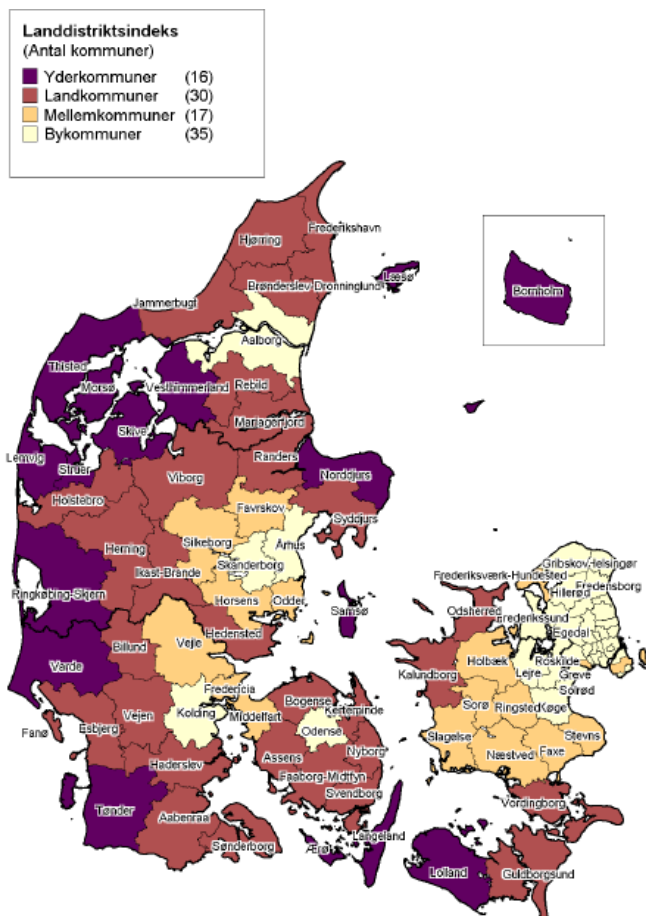 Landdistriktsindeks
(Antal kommuner)
Yderkommuner (16)
Landkommuner (30)
Mellemkommuner (17)
Bykommuner (35)
Hjørring
Frederikshavn
Læsø
Bornholm
Brønderslev-Dronninglund
Jammerbugt
Aalborg
Thisted
Morsø
Vesthimmerland
Rebild
Skive
Mariagerfjord
Lemvig
Struer
Viborg
Randers
Norddjurs
Holstebro
Favrskov
Syddjurs
Silkeborg
Århus
Herning
Skanderborg
Ikast-Brande
Ringkøbing-Skjern
Horsens
Odder
Samsø
Hedensted
Gribskov
Helsingør
Frederiksværk-Hundested
Hillerød
Fredensborg
Odsherred
Frederikssund
Egedal
Varde
Billund
Vejle
Kalundborg
Holbæk
Roskilde
Lejre
Greve
Solrød
Fredericia
Bogense
Kerteminde
Middelfart
Kolding
Vejen
Odense
Sorø
Ringsted
Køge
Fanø
Esbjerg
Nyborg
Slagelse
Stevns
Assens
Næstved
Faxe
Haderslev
Faaborg-Midtfyn
Svendborg
Vordingborg
Tønder
Aabenraa
Sønderborg
Ærø
Langeland
Lolland
Guldborgsund